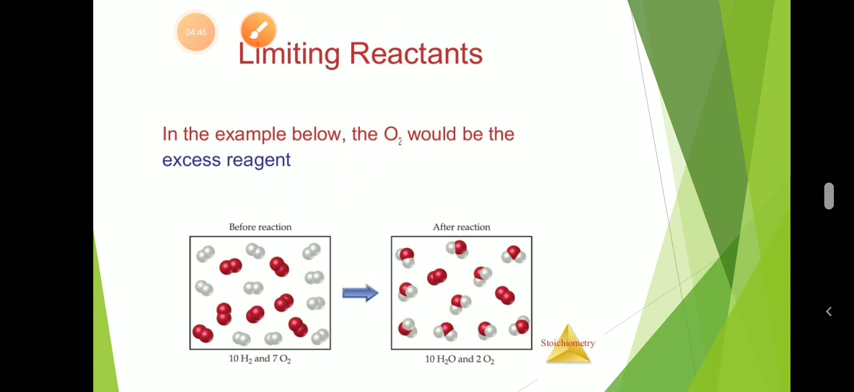 04:46
Limiting Reactants
In the example below, the O₂ would be the
excess reagent
Before reaction
After reaction
10 H₂ and 7 O₂
10 H₂O and 2 O₂
Stoichiometry